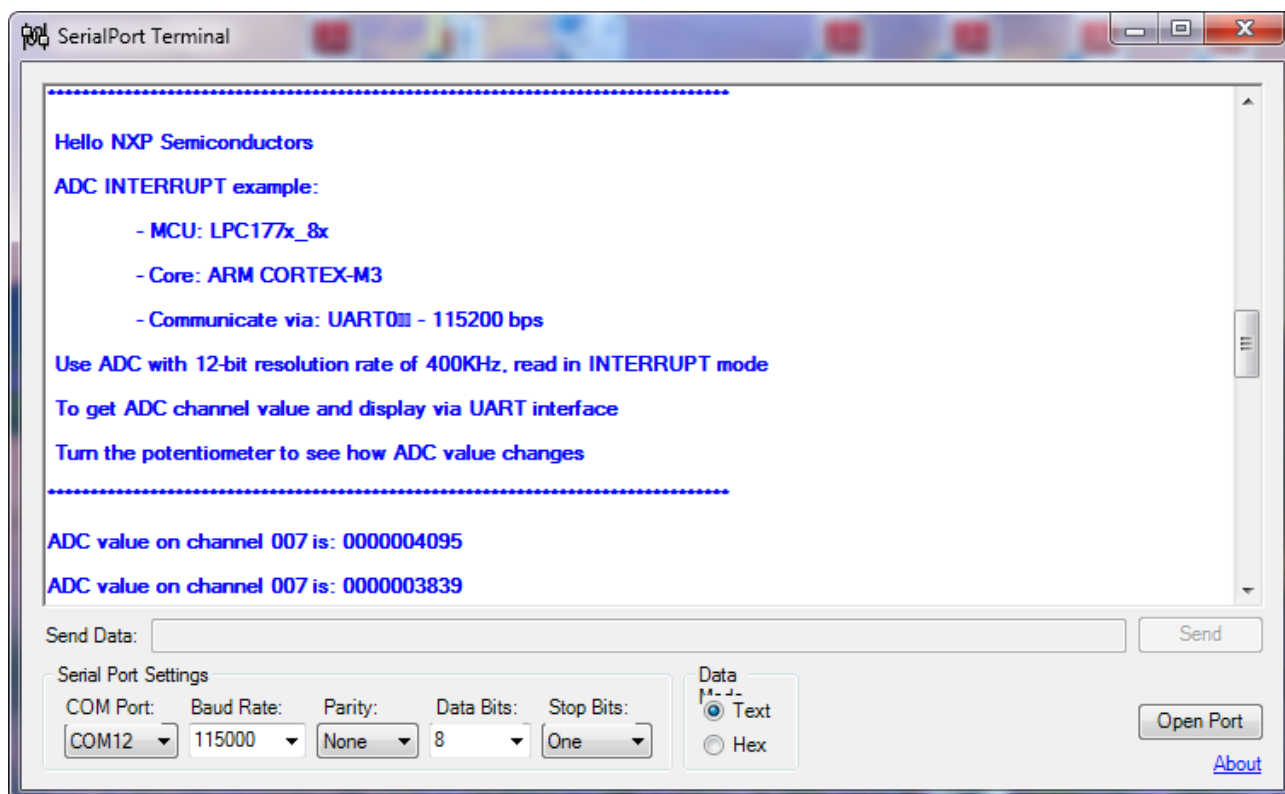 SerialPort Terminal
********************************************************************************
Hello NXP Semiconductors
ADC INTERRUPT example:
- MCU: LPC177x_8x
- Core: ARM CORTEX-M3
- Communicate via: UART0 - 115200 bps
Use ADC with 12-bit resolution rate of 400KHz, read in INTERRUPT mode
To get ADC channel value and display via UART interface
Turn the potentiometer to see how ADC value changes
********************************************************************************
ADC value on channel 007 is: 0000004095
ADC value on channel 007 is: 0000003839
Send Data: Send
Serial Port Settings Data
COM Port: Baud Rate: Parity: Data Bits: Stop Bits:
COM12 115000 None 8 One
Text
Hex
Open Port
About